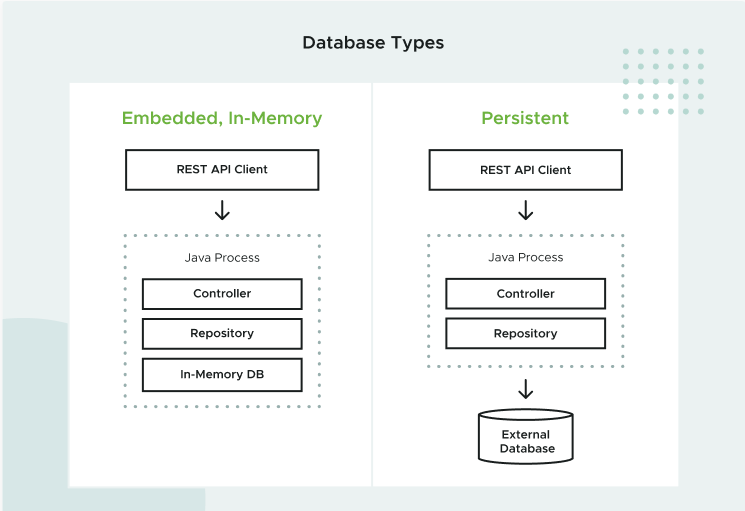 Database Types
Embedded, In-Memory
REST API Client
Java Process
Controller
Repository
In-Memory DB
Persistent
REST API Client
Java Process
Controller
Repository
External
Database